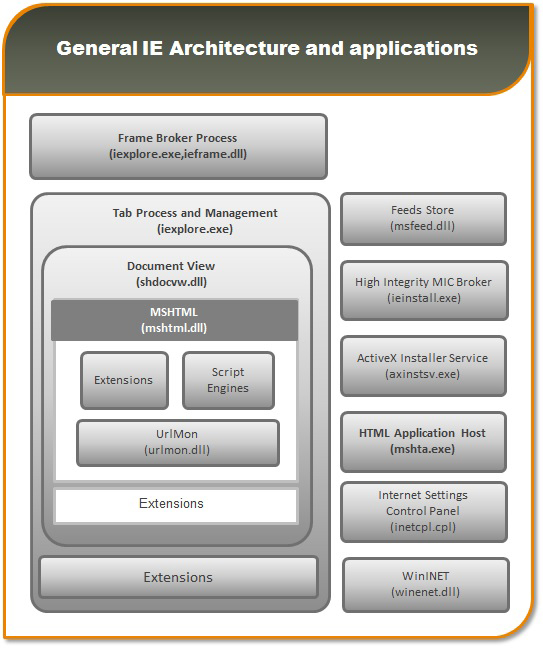 General IE Architecture and applications
Frame Broker Process
(iexplore.exe,ieframe.dll)
Tab Process and Management
(iexplore.exe)
Document View
(shdocvw.dll)
MSHTML
(mshtml.dll)
Extensions
Script
Engines
UrlMon
(urlmon.dll)
Extensions
Extensions
Feeds Store
(msfeed.dll)
High Integrity MIC Broker
(ieinstall.exe)
ActiveX Installer Service
(axinstsv.exe)
HTML Application Host
(mshta.exe)
Internet Settings
Control Panel
(inetcpl.cpl)
WinINET
(winenet.dll)